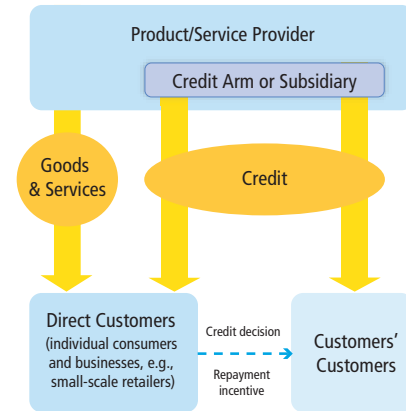 Product/Service Provider
Credit Arm or Subsidiary
Goods
& Services
Credit
Direct Customers
(individual consumers
and businesses, e.g.,
small-scale retailers)
Credit decision
Repayment
incentive
Customers'
Customers